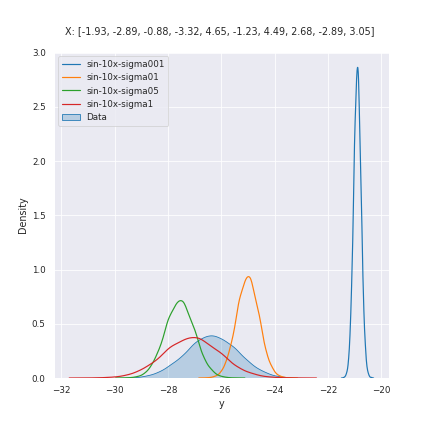 X: [-1.93, -2.89, -0.88, -3.32, 4.65, -1.23, 4.49, 2.68, -2.89, 3.05]
3.0
2.5
2.0
1.5
1.0
0.5
0.0
Density
sin-10x-sigma001
sin-10x-sigma01
sin-10x-sigma05
sin-10x-sigma1
Data
−32 −30 −28 −26 −24 −22 −20
y